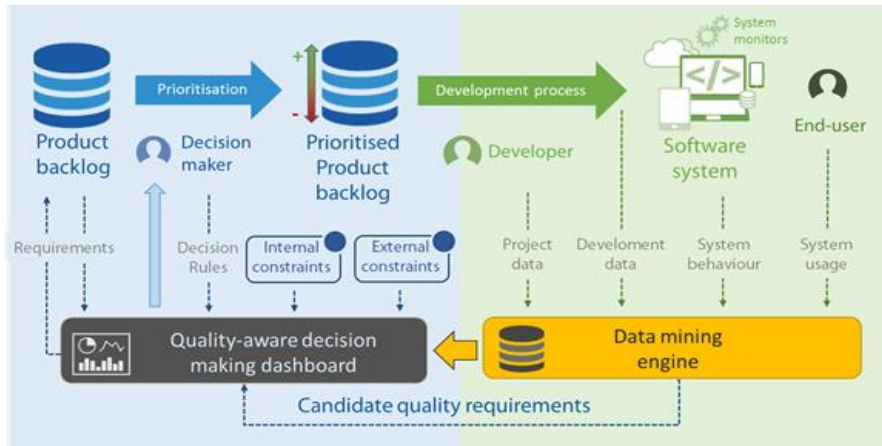 System
monitors
</>
+
-
Prioritisation
Development process
Product
backlog
Decision
maker
Prioritised
Product
backlog
Developer
Software
system
End-user
Requirements
Decision
Rules
Internal
constraints
External
constraints
Project
data
Develoment
data
System
behaviour
System
usage
Quality-aware decision
making dashboard
Data mining
engine
Candidate quality requirements